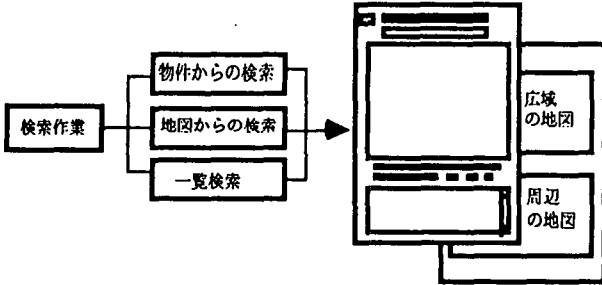 検索作業
物件からの検索
地図からの検索
一覧検索
広域
の地図
周辺
の地図